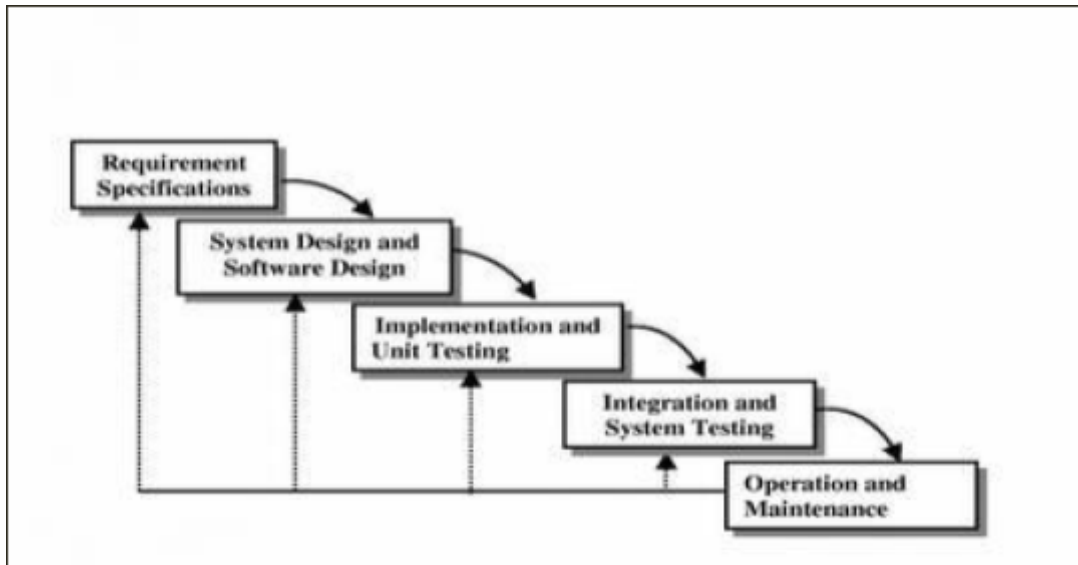 Requirement
Specifications
System Design and
Software Design
Implementation and
Unit Testing
Integration and
System Testing
Operation and
Maintenance